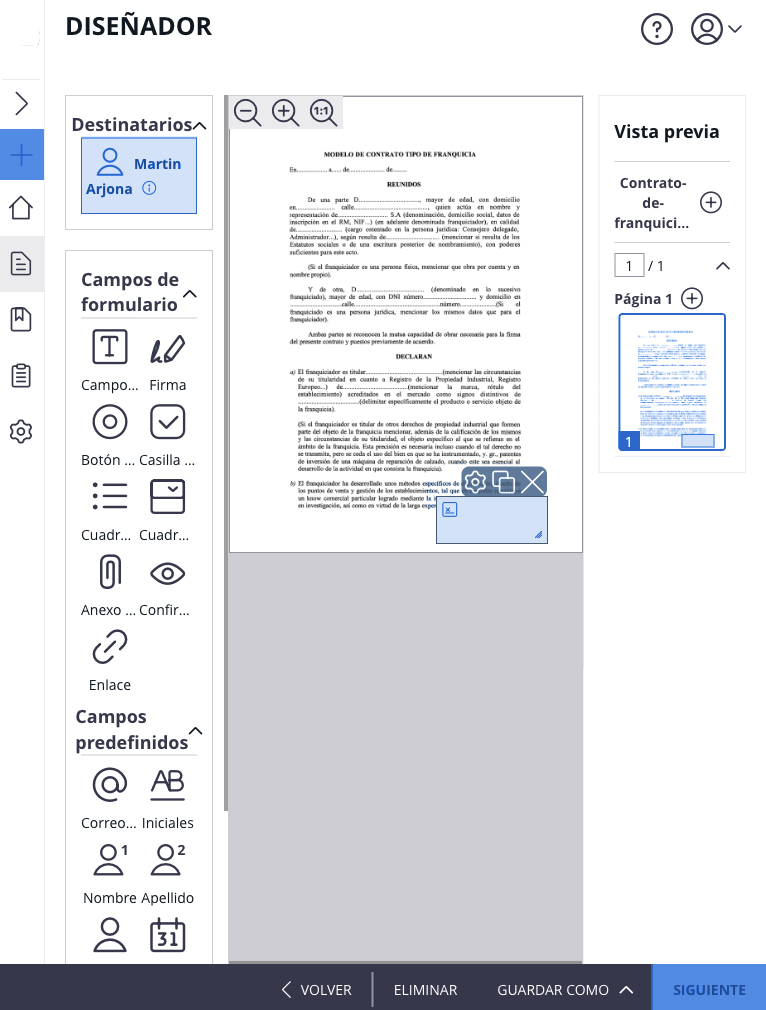 DISEÑADOR
Destinatarios
Martin
Arjona
Campos de
formulario
Campo...
Firma
Botón ...
Casilla ...
Cuadr...
Cuadr...
Anexo ...
Confir...
Enlace
Campos
predefinidos
@
AB
Correo...
Iniciales
1
2
Nombre
Apellido
31
1:1
MODELO DE CONTRATO TIPO DE FRANQUICIA
En.................., a...... de........................ de.........
REUNIDOS
De una parte D............................, mayor de edad, con domicilio
en.................. calle............................, quien actúa en nombre y
representación de........................ S.A (denominación, domicilio social, datos de
inscripción en el RM, NIF...) (en adelante denominado franquiciador), en calidad
de........................ (cargo ostentado en la persona jurídica: Consejero delegado,
Administrador...), según resulta de........................ (mencionar si resulta de los
Estatutos sociales o de una escritura posterior de nombramiento), con poderes
suficientes para este acto.
(Si el franquiciador es una persona física, mencionar que obra por cuenta y en
nombre propio).
Y de otra, D............................ (denominado en lo sucesivo
franquiciado), mayor de edad, con DNI número........................ y domicilio en
............................calle............................número................(Si el
franquiciado es una persona jurídica, mencionar los mismos datos que para el
franquiciador).
Ambas partes se reconocen la mutua capacidad de obrar necesaria para la firma
del presente contrato y puestos previamente de acuerdo.
DECLARAN
a) El franquiciador es titular............................(mencionar las circunstancias
de su titularidad en cuanto a Registro de la Propiedad Industrial, Registro
Europeo...) de........................(mencionar la marca, rótulo del
establecimiento) acreditados en el mercado como signos distintivos de
............................(delimitar específicamente el producto o servicio objeto de
la franquicia).
(Si el franquiciador es titular de otros derechos de propiedad industrial que formen
parte del objeto de la franquicia mencionar, además de la calificación de los mismos
y las circunstancias de su titularidad, el objeto específico al que se refieran en el
ámbito de la franquicia. Esta precisión es necesaria incluso cuando el tal derecho no
se transmita, pero se ceda el uso del bien en que se ha instrumentado, y. gr., patentes
de inversión de una máquina de reparación de calzado, cuando este sea esencial al
desarrollo de la actividad en que consista la franquicia).
b) El franquiciador ha desarrollado unos métodos específicos de
los puntos de venta y gestión de los establecimientos, tal que
un know comercial particular logrado mediante la
en investigación, así como en virtud de la larga
Vista previa
Contrato-
de-
franquici...
1 / 1
Página 1
1
VOLVER
ELIMINAR
GUARDAR COMO
SIGUIENTE